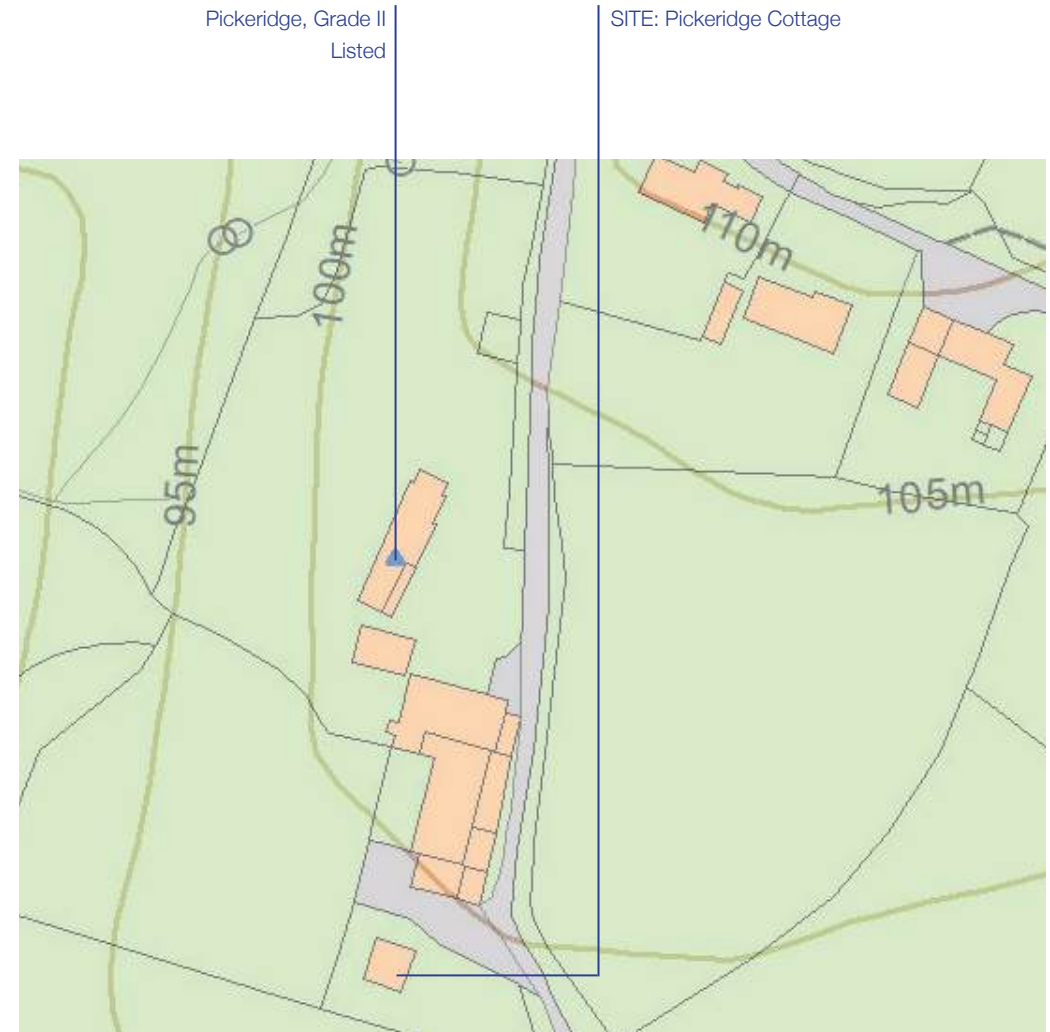 Pickeridge, Grade II
Listed
SITE: Pickeridge Cottage
110m
100m
95m
105m